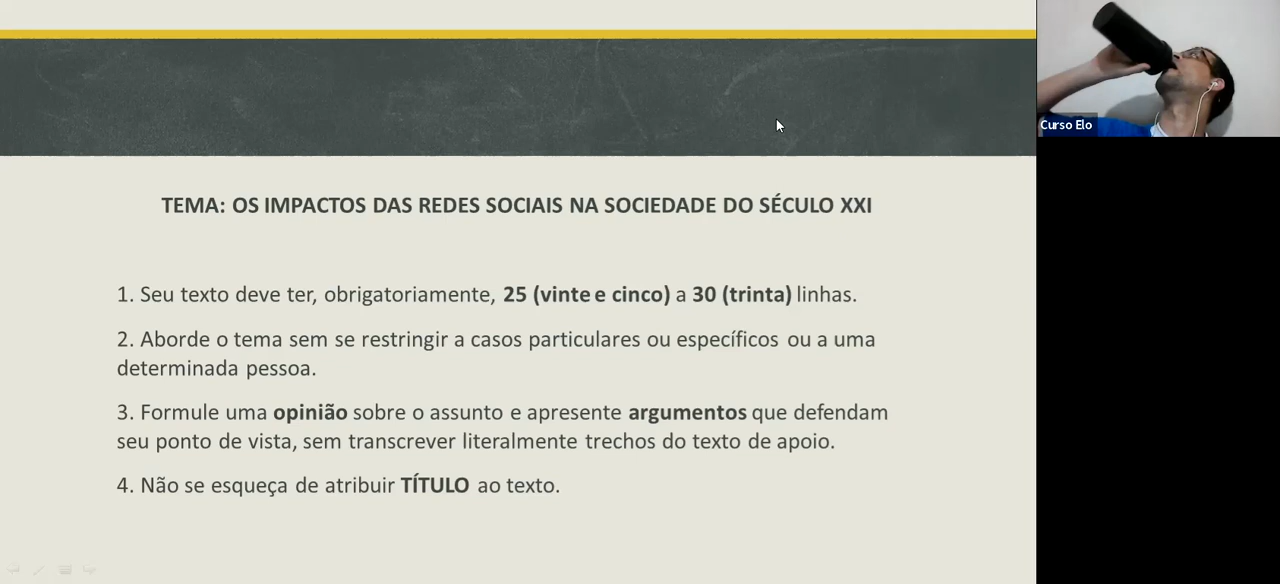 TEMA: OS IMPACTOS DAS REDES SOCIAIS NA SOCIEDADE DO SÉCULO XXI
1. Seu texto deve ter, obrigatoriamente, 25 (vinte e cinco) a 30 (trinta) linhas.
2. Aborde o tema sem se restringir a casos particulares ou específicos ou a uma
determinada pessoa.
3. Formule uma opinião sobre o assunto e apresente argumentos que defendam
seu ponto de vista, sem transcrever literalmente trechos do texto de apoio.
4. Não se esqueça de atribuir TÍTULO ao texto.
Curso Elo